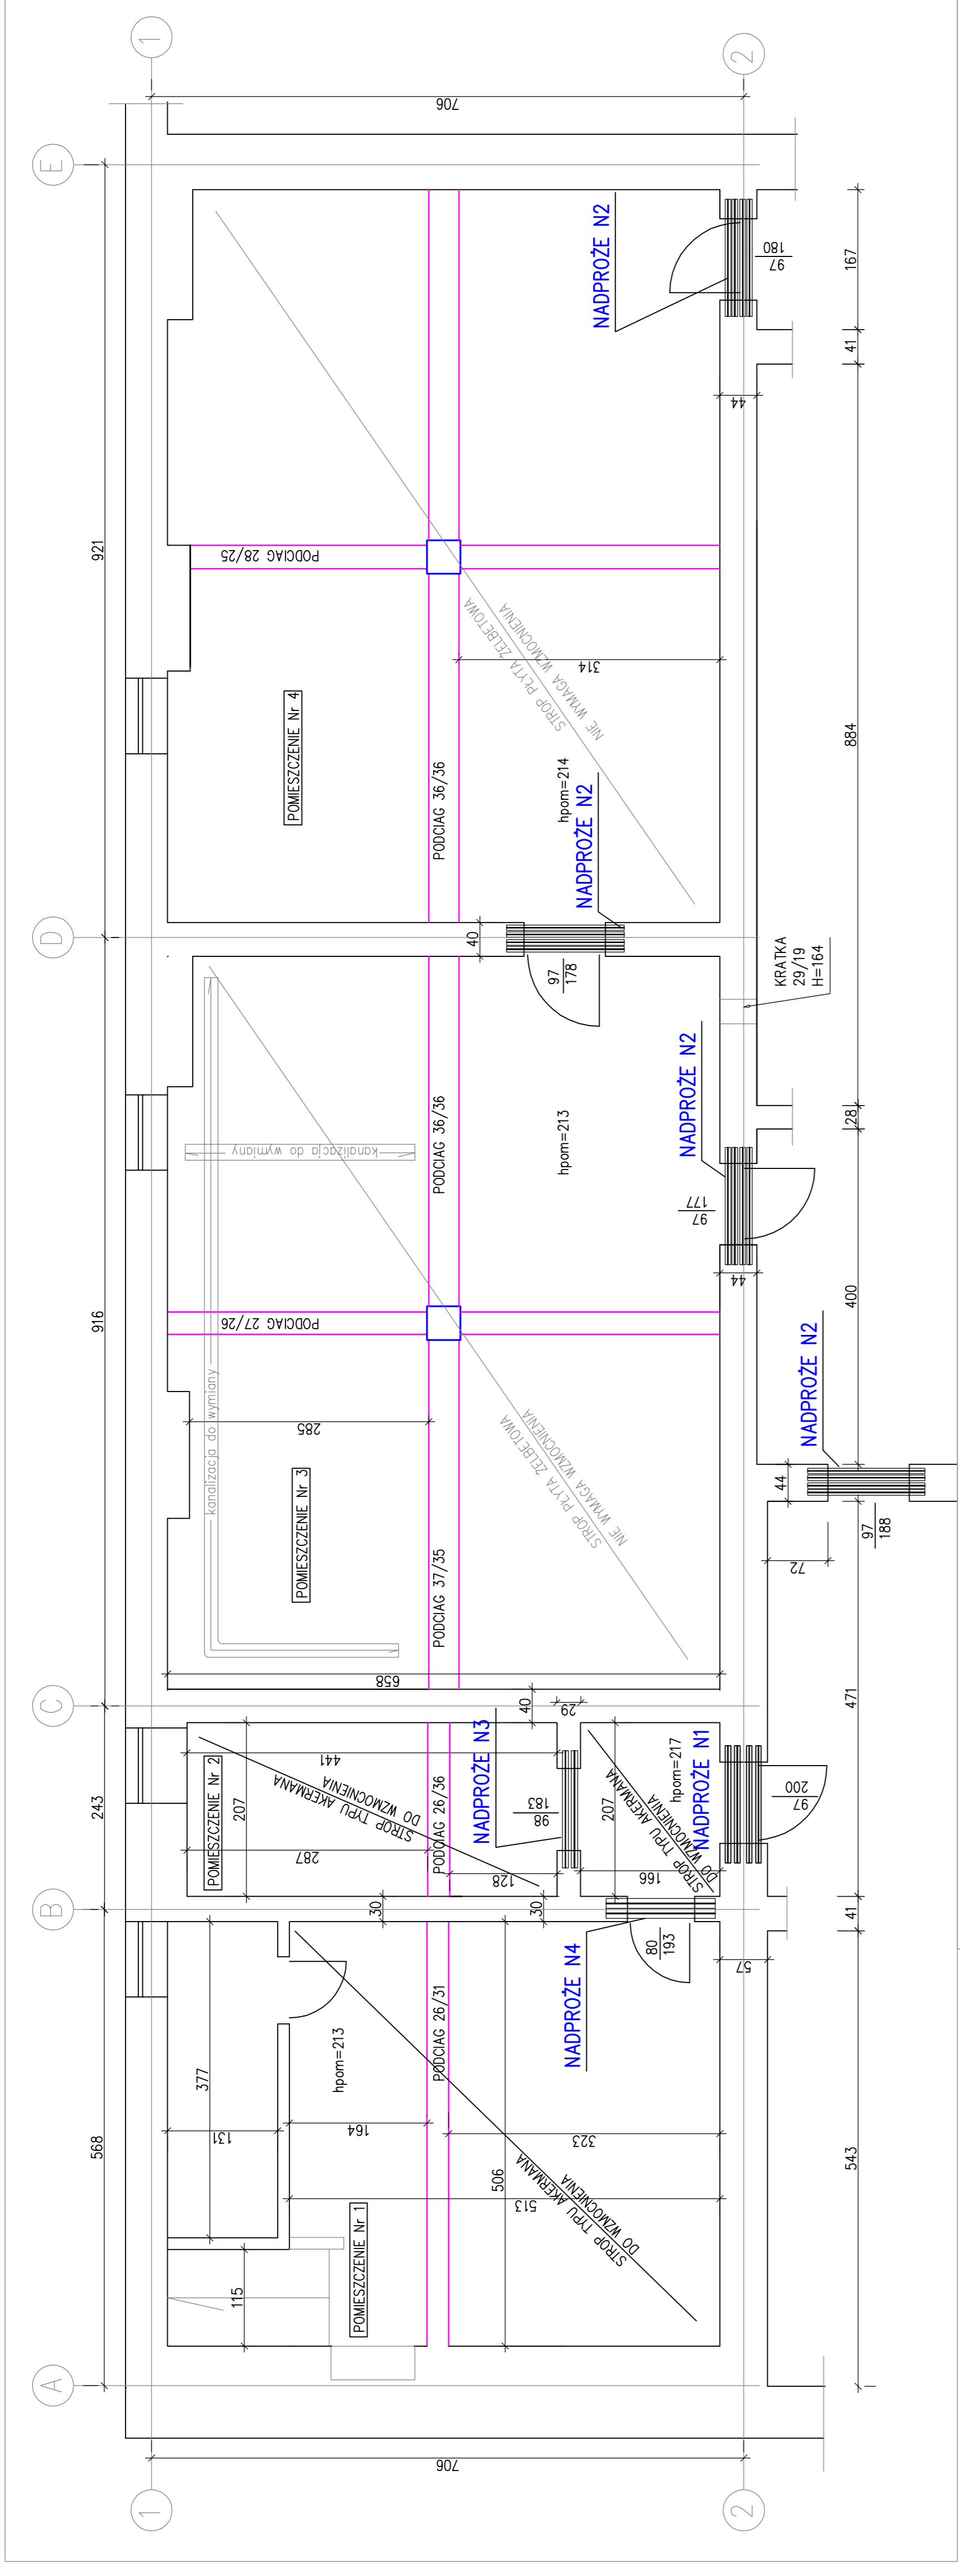 1
2
706
E
D
C
B
A
1
2
706
921
916
243
568
167
41
884
28
400
471
41
543
NADPROŻE N2
97
180
44
PODCIĄG 28/25
POMIESZCZENIE Nr 4
PODCIĄG 36/36
314
STROP PŁYTA ŻELBETOWA
NIE WYMAGA WZMOCNIENIA
hpom=214
NADPROŻE N2
40
97
178
KRATKA
29/19
H=164
NADPROŻE N2
97
177
44
kanalizacja do wymiany
kanalizacja do wymiany
PODCIĄG 36/36
hpom=213
PODCIĄG 27/26
285
POMIESZCZENIE Nr 3
PODCIĄG 37/35
STROP PŁYTA ŻELBETOWA
NIE WYMAGA WZMOCNIENIA
658
NADPROŻE N2
44
97
188
72
40
29
NADPROŻE N3
98
183
441
POMIESZCZENIE Nr 2
207
STROP TYPU AKERMANA
DO WZMOCNIENIA
287
PODCIĄG 26/36
128
207
hpom=217
NADPROŻE N1
STROP TYPU AKERMANA
DO WZMOCNIENIA
166
97
200
30
30
NADPROŻE N4
80
193
57
377
hpom=213
PODCIĄG 26/31
131
164
323
506
513
STROP TYPU AKERMANA
DO WZMOCNIENIA
115
POMIESZCZENIE Nr 1